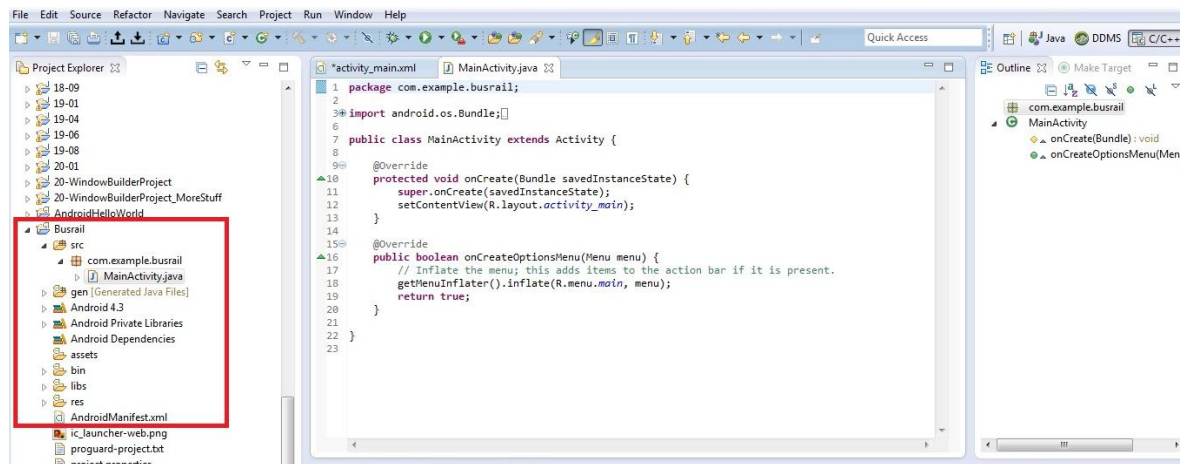 File Edit Source Refactor Navigate Search Project Run Window Help
Quick Access
Java
DDMS
C/C++
Project Explorer
18-09
19-01
19-04
19-06
19-08
20-01
20-WindowBuilderProject
20-WindowBuilderProject_MoreStuff
AndroidHelloWorld
Busrail
src
com.example.busrail
MainActivity.java
gen [Generated Java Files]
Android 4.3
Android Private Libraries
Android Dependencies
assets
bin
libs
res
AndroidManifest.xml
ic_launcher-web.png
proguard-project.txt
project.properties
*activity_main.xml
MainActivity.java
1 package com.example.busrail;
2
3 import android.os.Bundle;
6
7 public class MainActivity extends Activity {
8
9 @Override
10 protected void onCreate(Bundle savedInstanceState) {
11 super.onCreate(savedInstanceState);
12 setContentView(R.layout.activity_main);
13 }
14
15 @Override
16 public boolean onCreateOptionsMenu(Menu menu) {
17 // Inflate the menu; this adds items to the action bar if it is present.
18 getMenuInflater().inflate(R.menu.main, menu);
19 return true;
20 }
21
22 }
23
Outline
Make Target
com.example.busrail
MainActivity
onCreate(Bundle) : void
onCreateOptionsMenu(Men